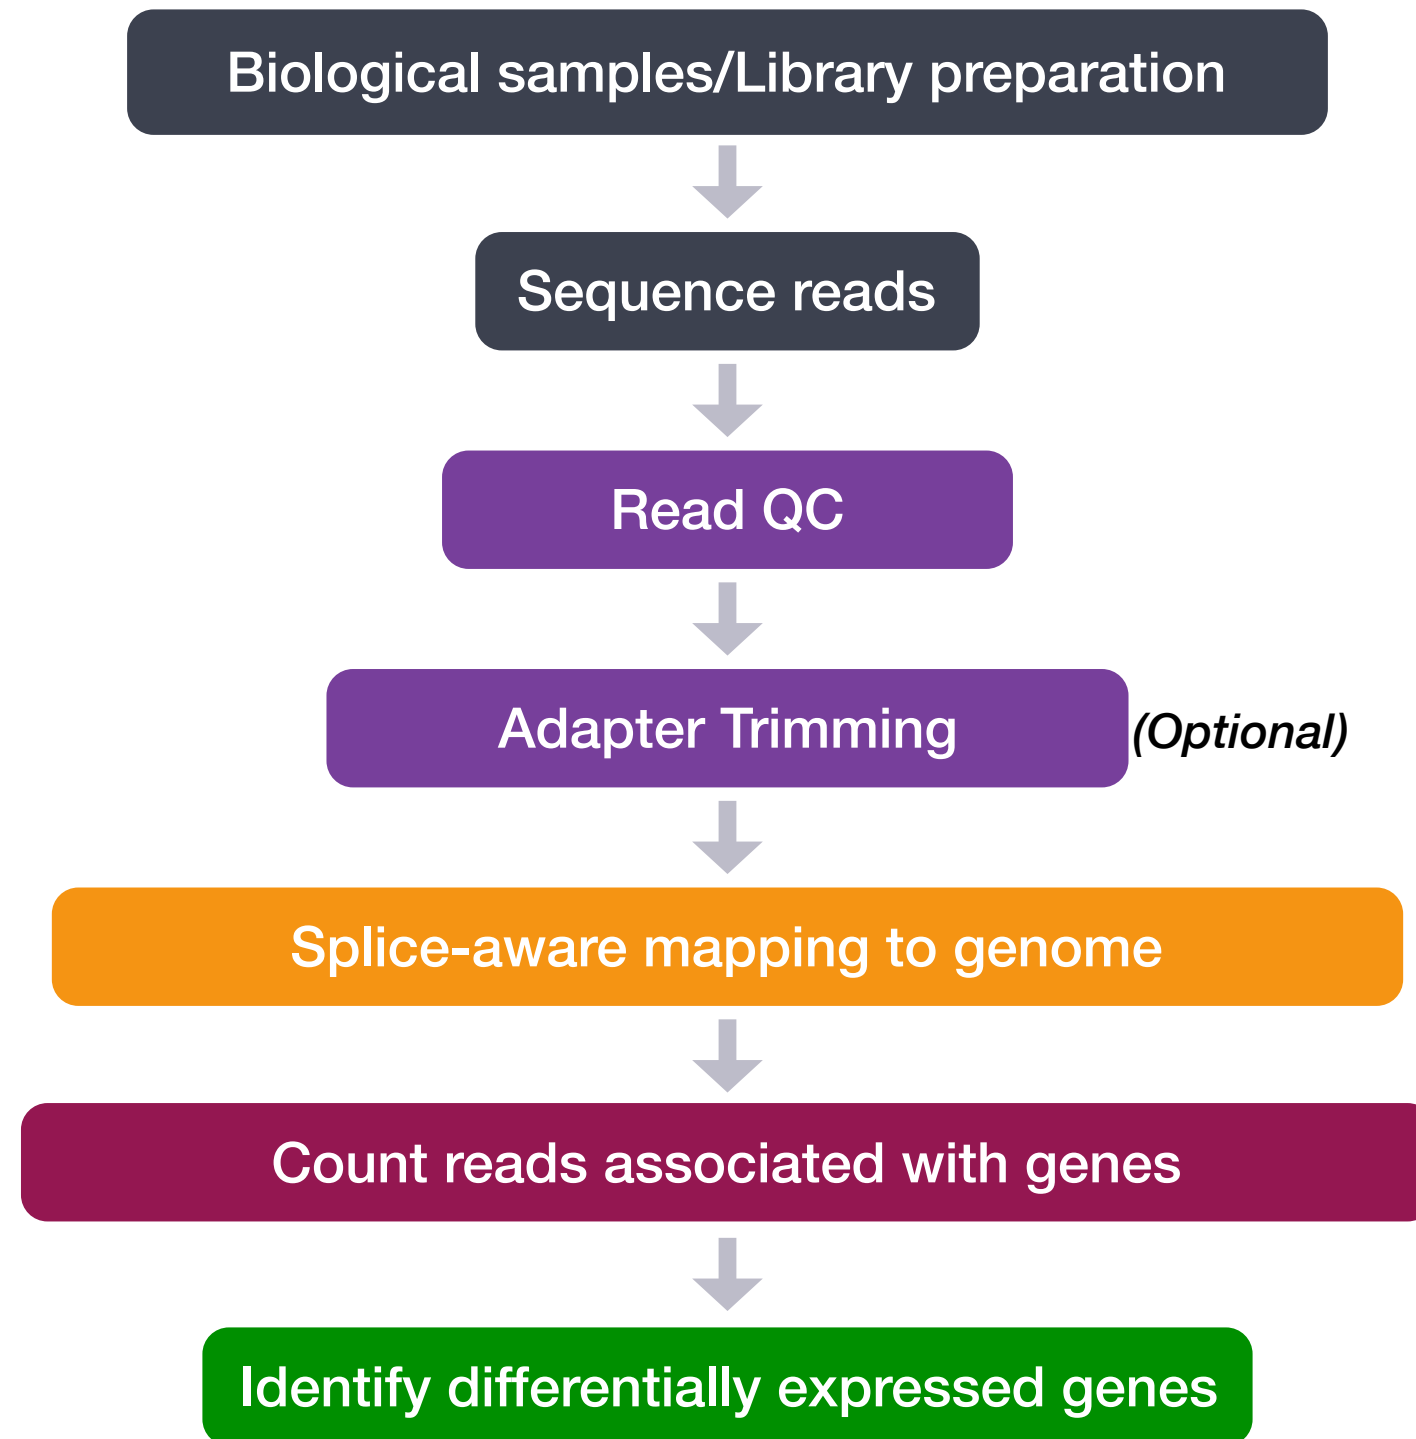 Biological samples/Library preparation
Sequence reads
Read QC
Adapter Trimming (Optional)
Splice-aware mapping to genome
Count reads associated with genes
Identify differentially expressed genes